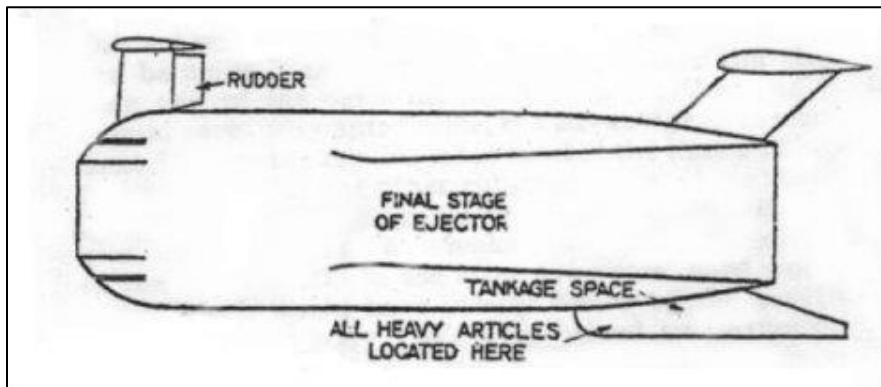 RUDDER
FINAL STAGE
OF EJECTOR
TANKAGE SPACE
ALL HEAVY ARTICLES
LOCATED HERE